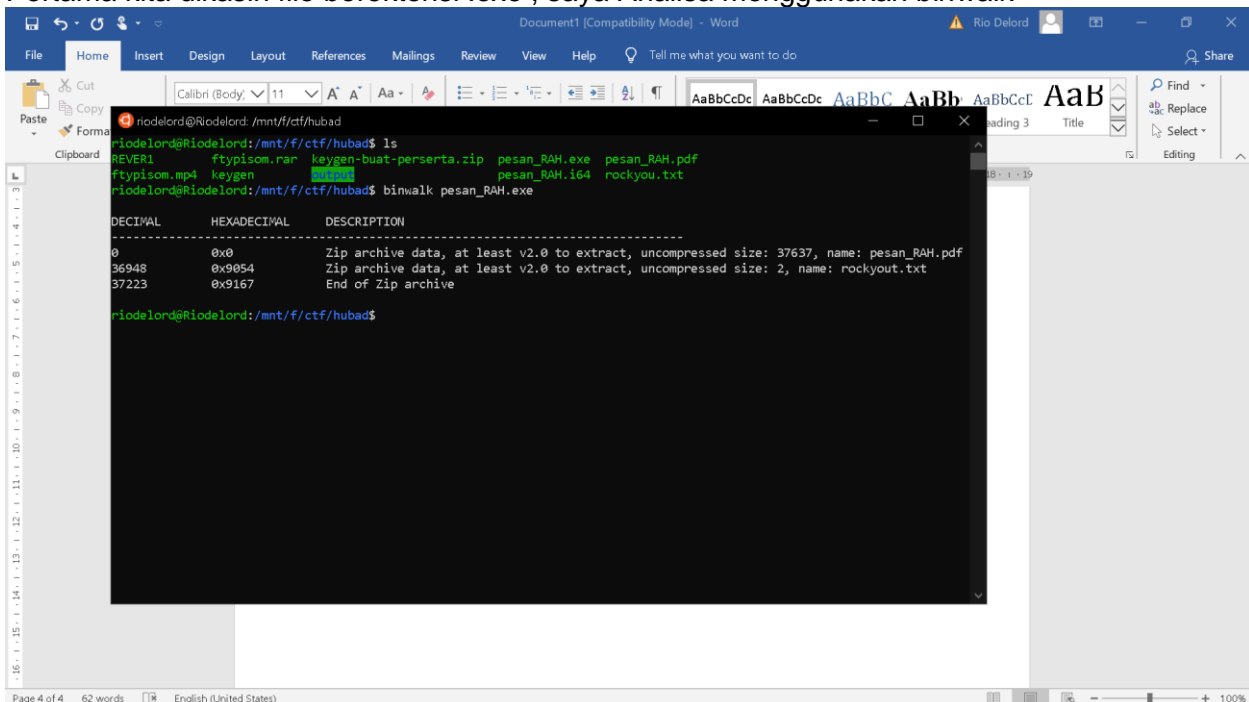 Document1 [Compatibility Mode] - Word
Rio Delord
File Home Insert Design Layout References Mailings Review View Help Tell me what you want to do Share
Cut
Copy
Paste
Clipboard
Calibri (Body; 11
AaBbCcDc AaBbCcDc AaBbC AaBb AaBbCcD AaB
eading 3 Title
Find
Replace
Select
Editing
riodelord@Riodelord: /mnt/f/ctf/hubad
riodelord@Riodelord:/mnt/f/ctf/hubad$ ls
REVER1 ftypisom.rar keygen-buat-perserta.zip pesan_RAH.exe pesan_RAH.pdf
ftypisom.mp4 keygen output pesan_RAH.i64 rockyou.txt
riodelord@Riodelord:/mnt/f/ctf/hubad$ binwalk pesan_RAH.exe
DECIMAL HEXADECIMAL DESCRIPTION
--------------------------------------------------------------------------------
0 0x0 Zip archive data, at least v2.0 to extract, uncompressed size: 37637, name: pesan_RAH.pdf
36948 0x9054 Zip archive data, at least v2.0 to extract, uncompressed size: 2, name: rockyout.txt
37223 0x9167 End of Zip archive
riodelord@Riodelord:/mnt/f/ctf/hubad$
Page 4 of 4 62 words English (United States) 100%